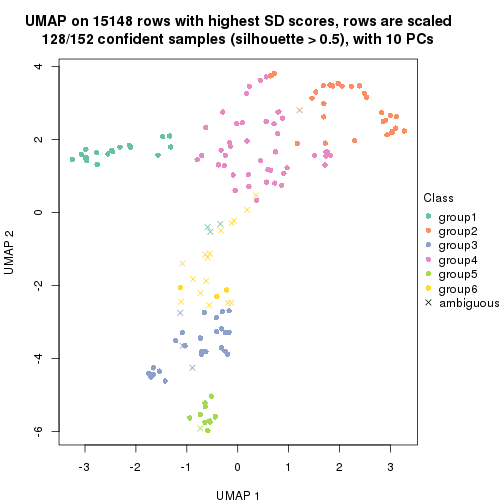 UMAP on 15148 rows with highest SD scores, rows are scaled
128/152 confident samples (silhouette > 0.5), with 10 PCs
4
2
0
-2
-4
-6
UMAP 2
-3
-2
-1
0
1
2
3
UMAP 1
Class
group1
group2
group3
group4
group5
group6
ambiguous